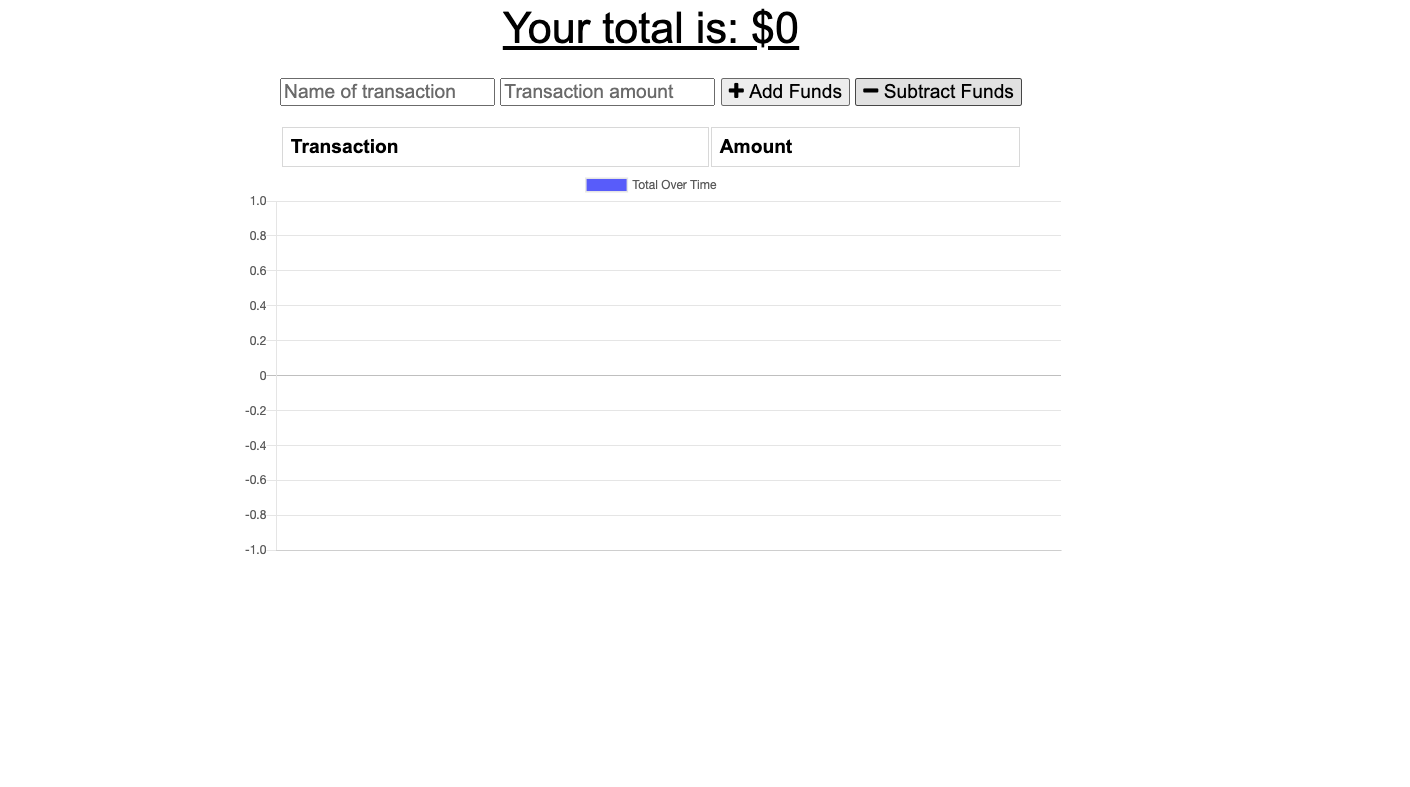 Your total is: $0
Name of transaction Transaction amount Add Funds Subtract Funds
Transaction Amount
Total Over Time
1.0
0.8
0.6
0.4
0.2
0
-0.2
-0.4
-0.6
-0.8
-1.0